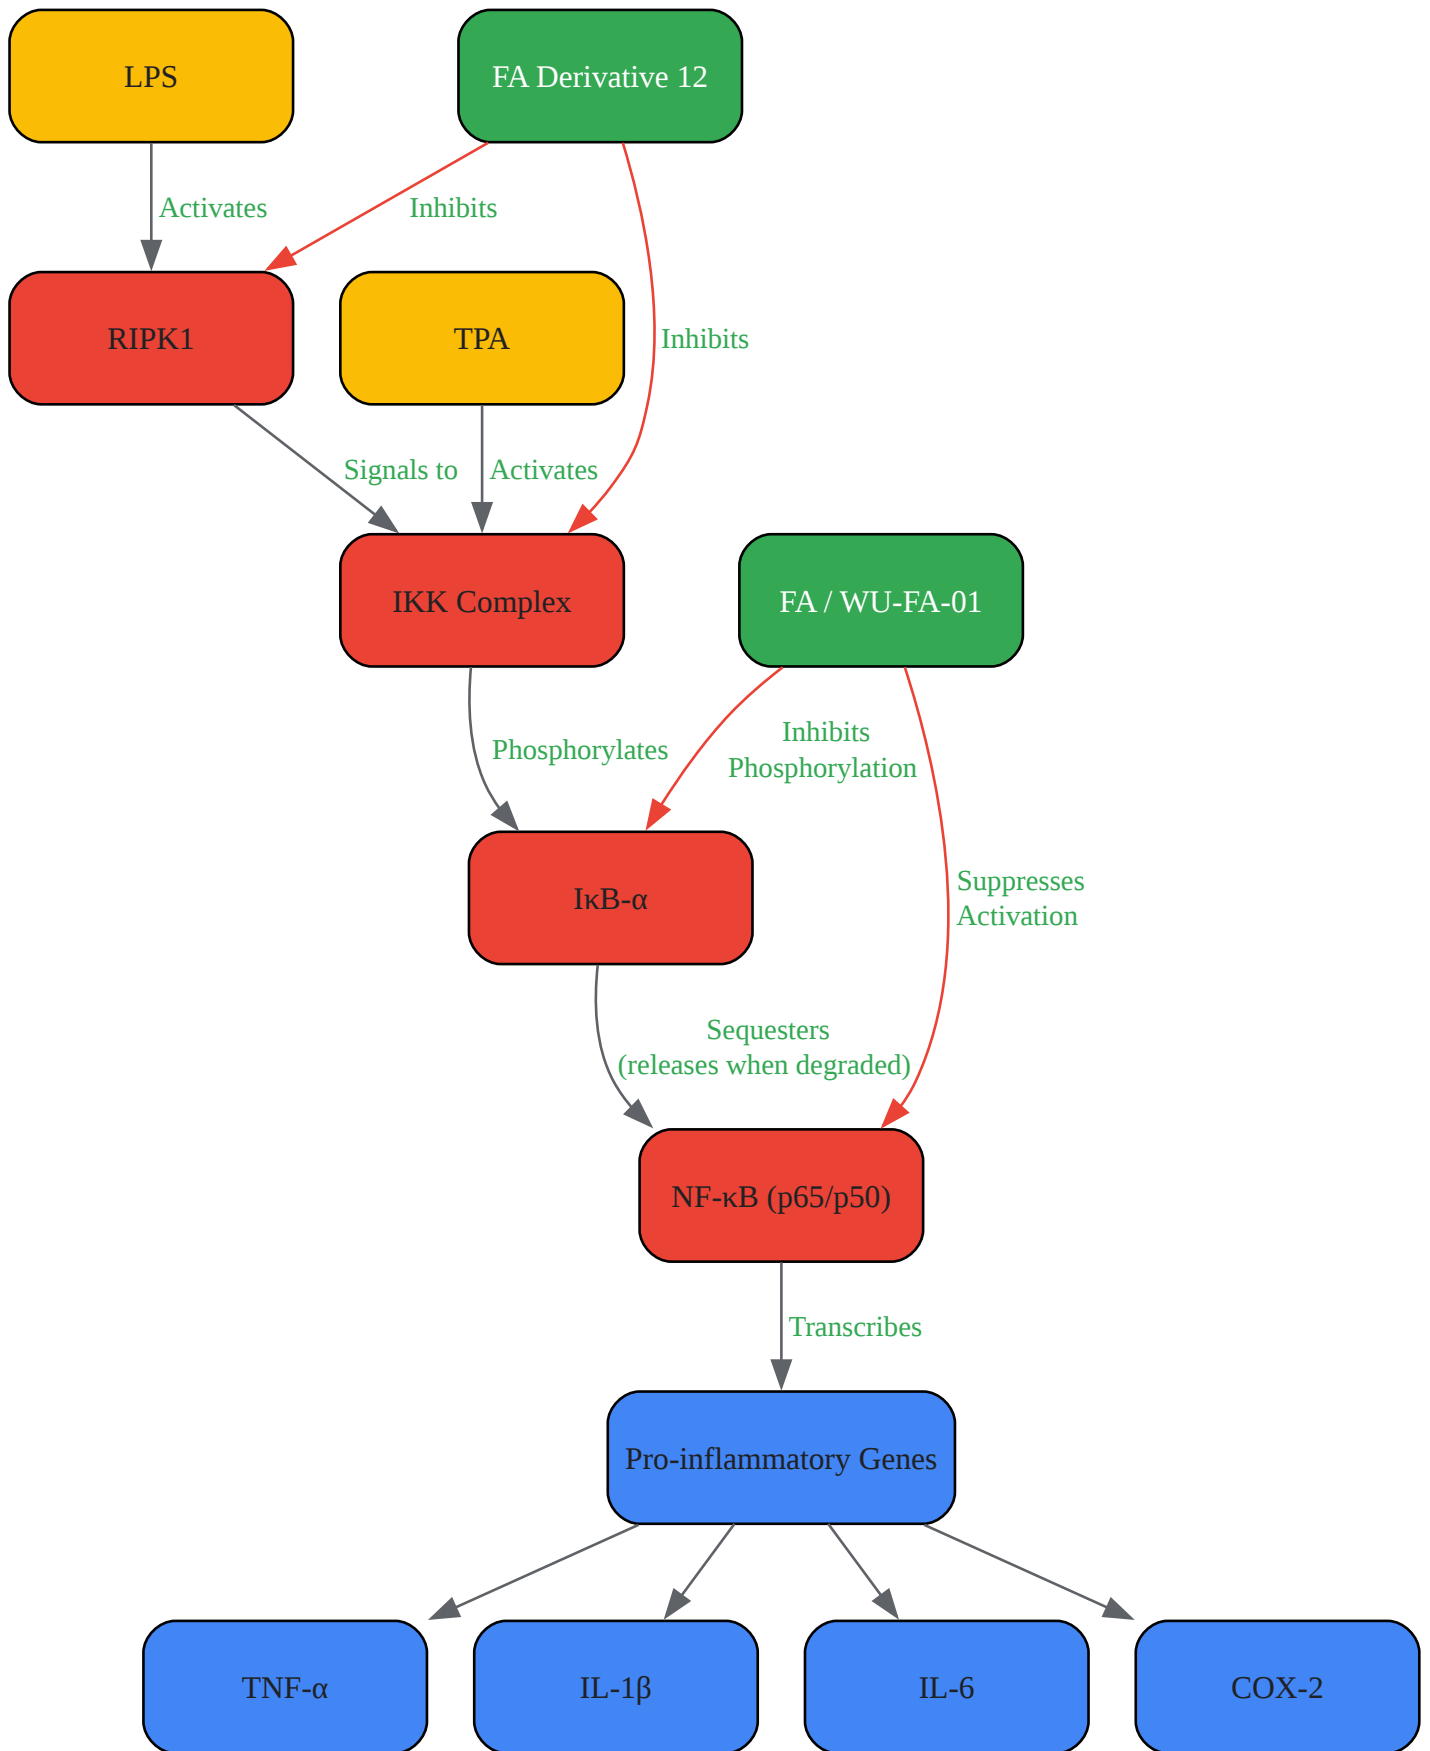 LPS
FA Derivative 12
Activates
Inhibits
RIPK1
TPA
Inhibits
Signals to
Activates
IKK Complex
FA / WU-FA-01
Phosphorylates
Inhibits
Phosphorylation
IκB-α
Suppresses
Activation
Sequesters
(releases when degraded)
NF-κB (p65/p50)
Transcribes
Pro-inflammatory Genes
TNF-α
IL-1β
IL-6
COX-2